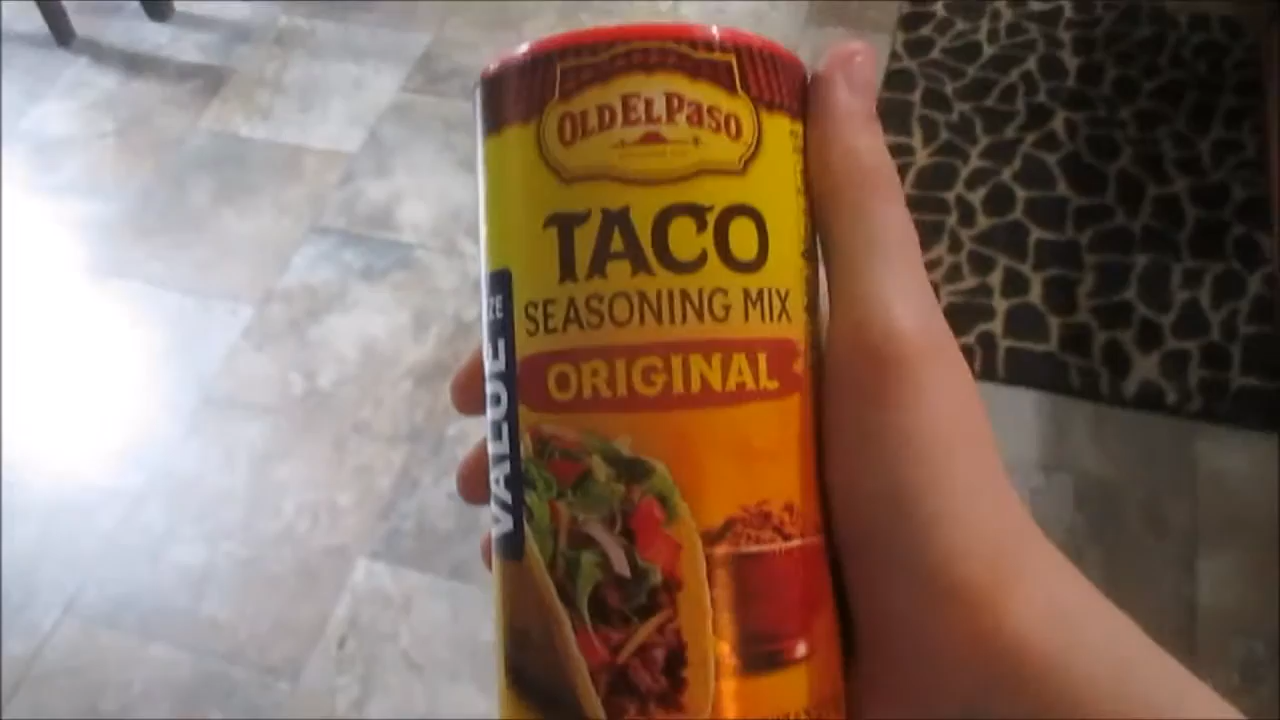 OLD EL PASO
TACO
SEASONING MIX
ORIGINAL
VALUE